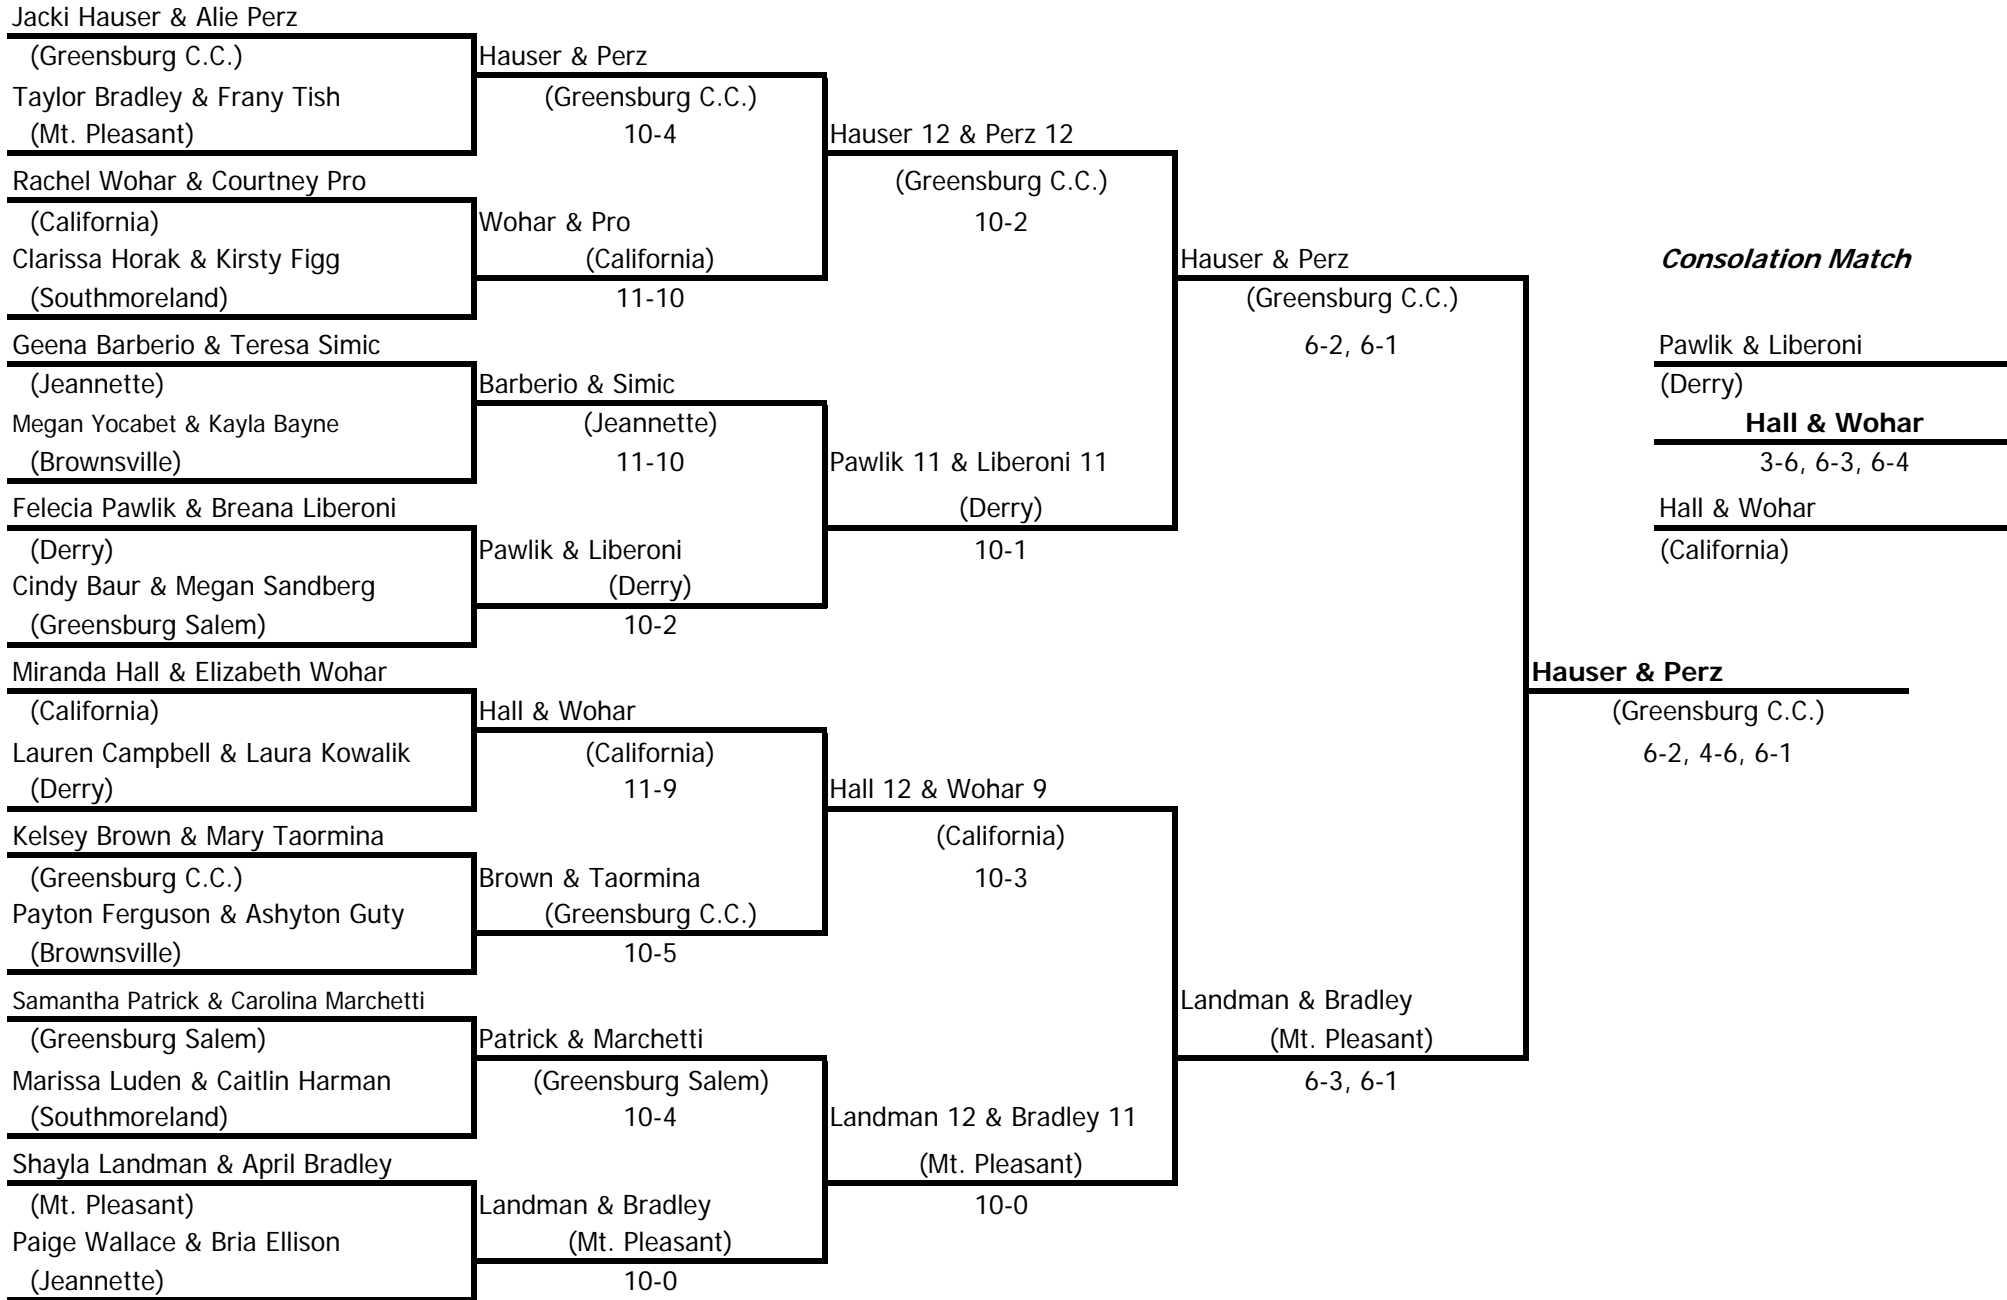 Jacki Hauser & Alie Perz
(Greensburg C.C.)
Taylor Bradley & Frany Tish
(Mt. Pleasant)
Rachel Wohar & Courtney Pro
(California)
Clarissa Horak & Kirsty Figg
(Southmoreland)
Geena Barberio & Teresa Simic
(Jeannette)
Megan Yocabet & Kayla Bayne
(Brownsville)
Felecia Pawlik & Breana Liberoni
(Derry)
Cindy Baur & Megan Sandberg
(Greensburg Salem)
Miranda Hall & Elizabeth Wohar
(California)
Lauren Campbell & Laura Kowalik
(Derry)
Kelsey Brown & Mary Taormina
(Greensburg C.C.)
Payton Ferguson & Ashyton Guty
(Brownsville)
Samantha Patrick & Carolina Marchetti
(Greensburg Salem)
Marissa Luden & Caitlin Harman
(Southmoreland)
Shayla Landman & April Bradley
(Mt. Pleasant)
Paige Wallace & Bria Ellison
(Jeannette)
Hauser & Perz
(Greensburg C.C.)
10-4
Wohar & Pro
(California)
11-10
Barberio & Simic
(Jeannette)
11-10
Pawlik & Liberoni
(Derry)
10-2
Hall & Wohar
(California)
11-9
Brown & Taormina
(Greensburg C.C.)
10-5
Patrick & Marchetti
(Greensburg Salem)
10-4
Landman & Bradley
(Mt. Pleasant)
10-0
Hauser 12 & Perz 12
(Greensburg C.C.)
10-2
Pawlik 11 & Liberoni 11
(Derry)
10-1
Hall 12 & Wohar 9
(California)
10-3
Landman 12 & Bradley 11
(Mt. Pleasant)
10-0
Hauser & Perz
(Greensburg C.C.)
6-2, 6-1
Landman & Bradley
(Mt. Pleasant)
6-3, 6-1
Hauser & Perz
(Greensburg C.C.)
6-2, 4-6, 6-1
Consolation Match
Pawlik & Liberoni
(Derry)
Hall & Wohar
3-6, 6-3, 6-4
Hall & Wohar
(California)